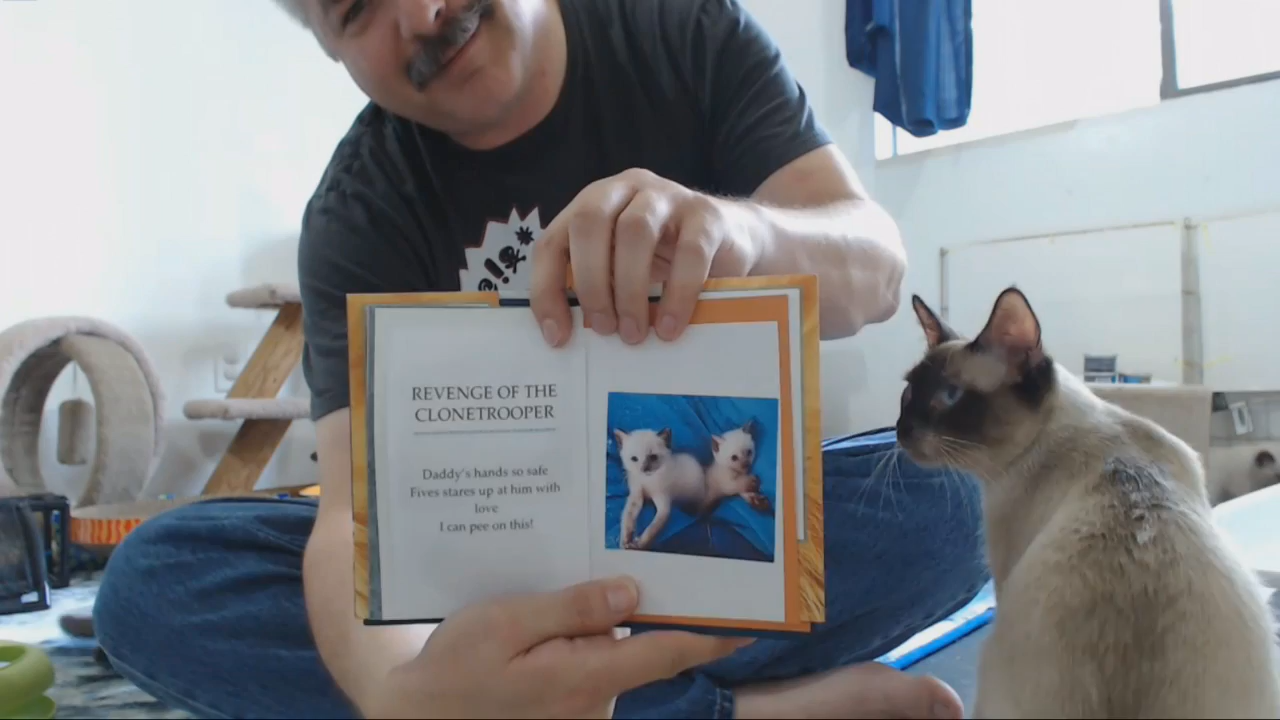 REVENGE OF THE
CLONETROOPER
Daddy's hands so safe
Fives stares up at him with
love
I can pee on this!